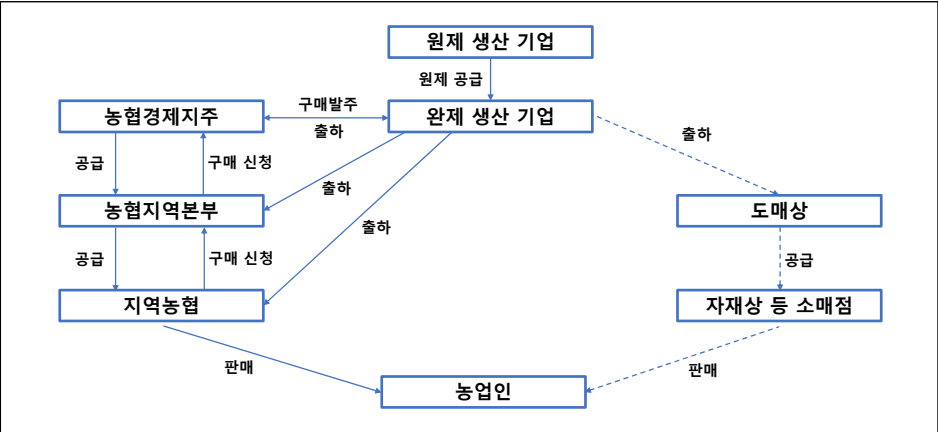 원제 생산 기업
원제 공급
농협경제지주
구매발주
출하
완제 생산 기업
출하
공급
구매 신청
출하
농협지역본부
도매상
출하
공급
구매 신청
공급
지역농협
자재상 등 소매점
판매
판매
농업인